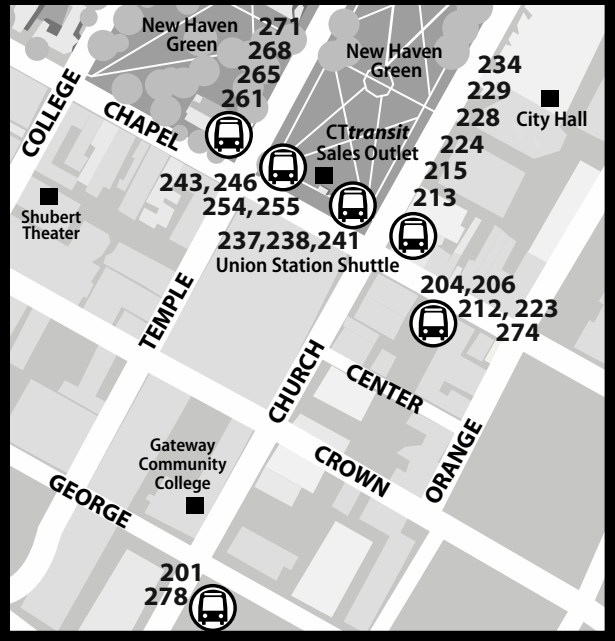 New Haven
Green
271
268
265
261
New Haven
Green
234
229
228
224
215
213
City Hall
COLLEGE
CHAPEL
CTtransit
Sales Outlet
243, 246
254, 255
Shubert
Theater
237,238,241
Union Station Shuttle
204,206
212, 223
274
TEMPLE
CHURCH
CENTER
ORANGE
CROWN
Gateway
Community
College
GEORGE
201
278